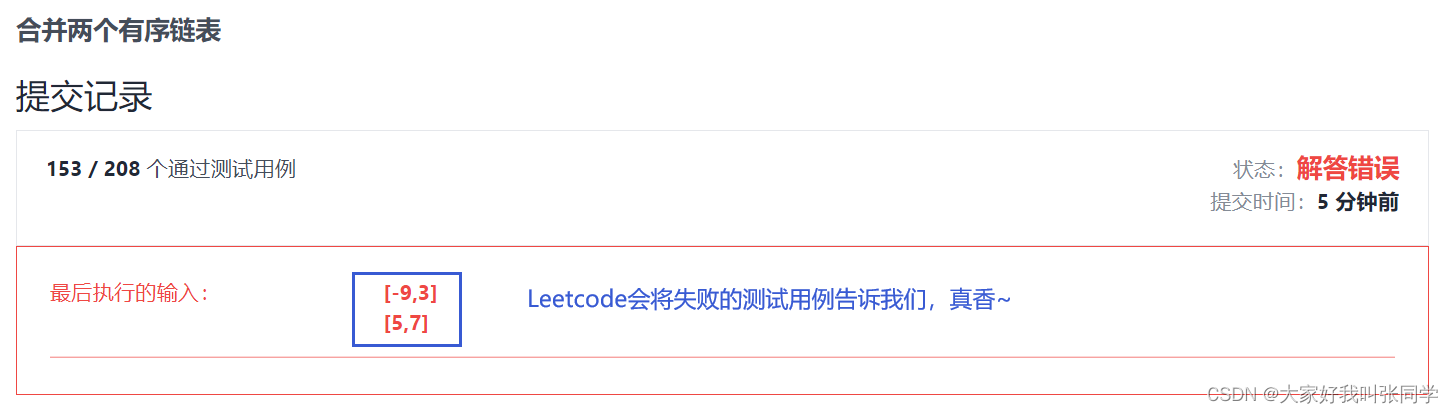 合并两个有序链表
提交记录
153 / 208 个通过测试用例
状态：解答错误
提交时间：5 分钟前
最后执行的输入：
[-9,3]
[5,7]
Leetcode会将失败的测试用例告诉我们，真香~
CSDN @大家好我叫张同学